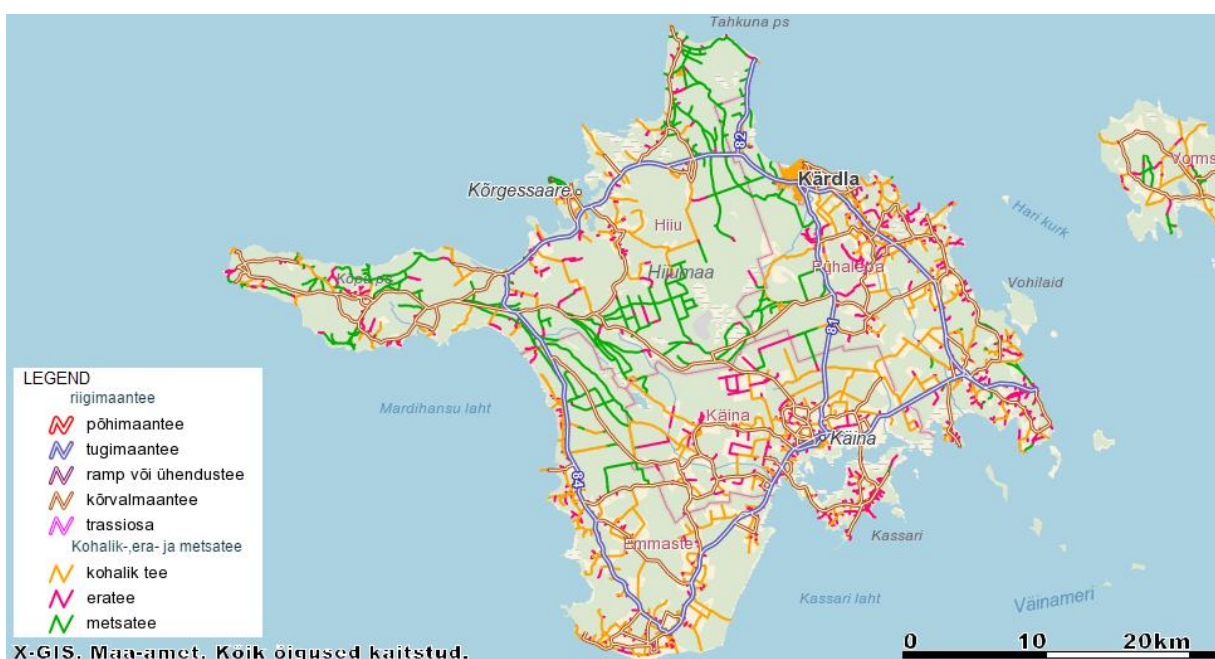 Tahkuna ps
82
Kärdla
Kõrgessaare
Hiiu
Hari kurk
Pühalepa
Hiiumaa
Kõpu ps
Vohilaid
81
LEGEND
riigimaantee
põhimaantee
tugimaantee
ramp või ühendustee
kõrvalmaantee
trassiosa
Kohalik-,era- ja metsatee
kohalik tee
eratee
metsatee
Mardihansu laht
Käina
Käina
84
Kassari
Emmaste
Kassari laht
Väinameri
0 10 20km
X-GIS. Maa-amet. Kõik õigused kaitstud.